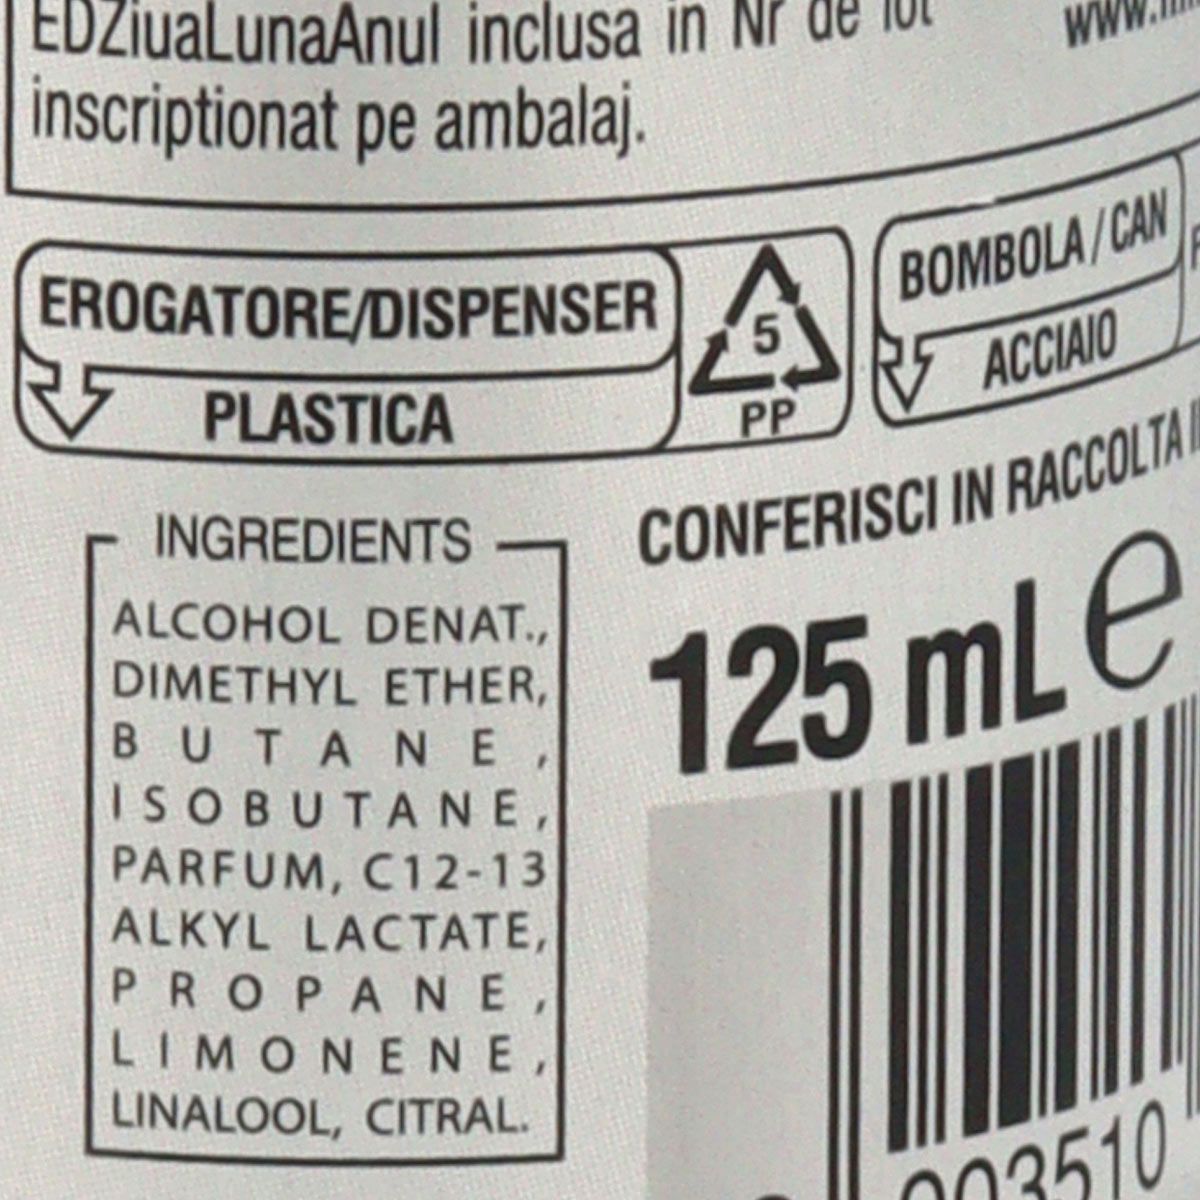 EDZiuaLunaAnul inclusa in Nr de lot
inscriptionat pe ambalaj.
EROGATORE/DISPENSER
PLASTICA
5
PP
BOMBOLA / CAN
ACCIAIO
CONFERISCI IN RACCOLTA
INGREDIENTS
ALCOHOL DENAT.,
DIMETHYL ETHER,
BUTANE,
ISOBUTANE,
PARFUM, C12-13
ALKYL LACTATE,
PROPANE,
LIMONENE,
LINALOOL, CITRAL.
125 mL e
003510